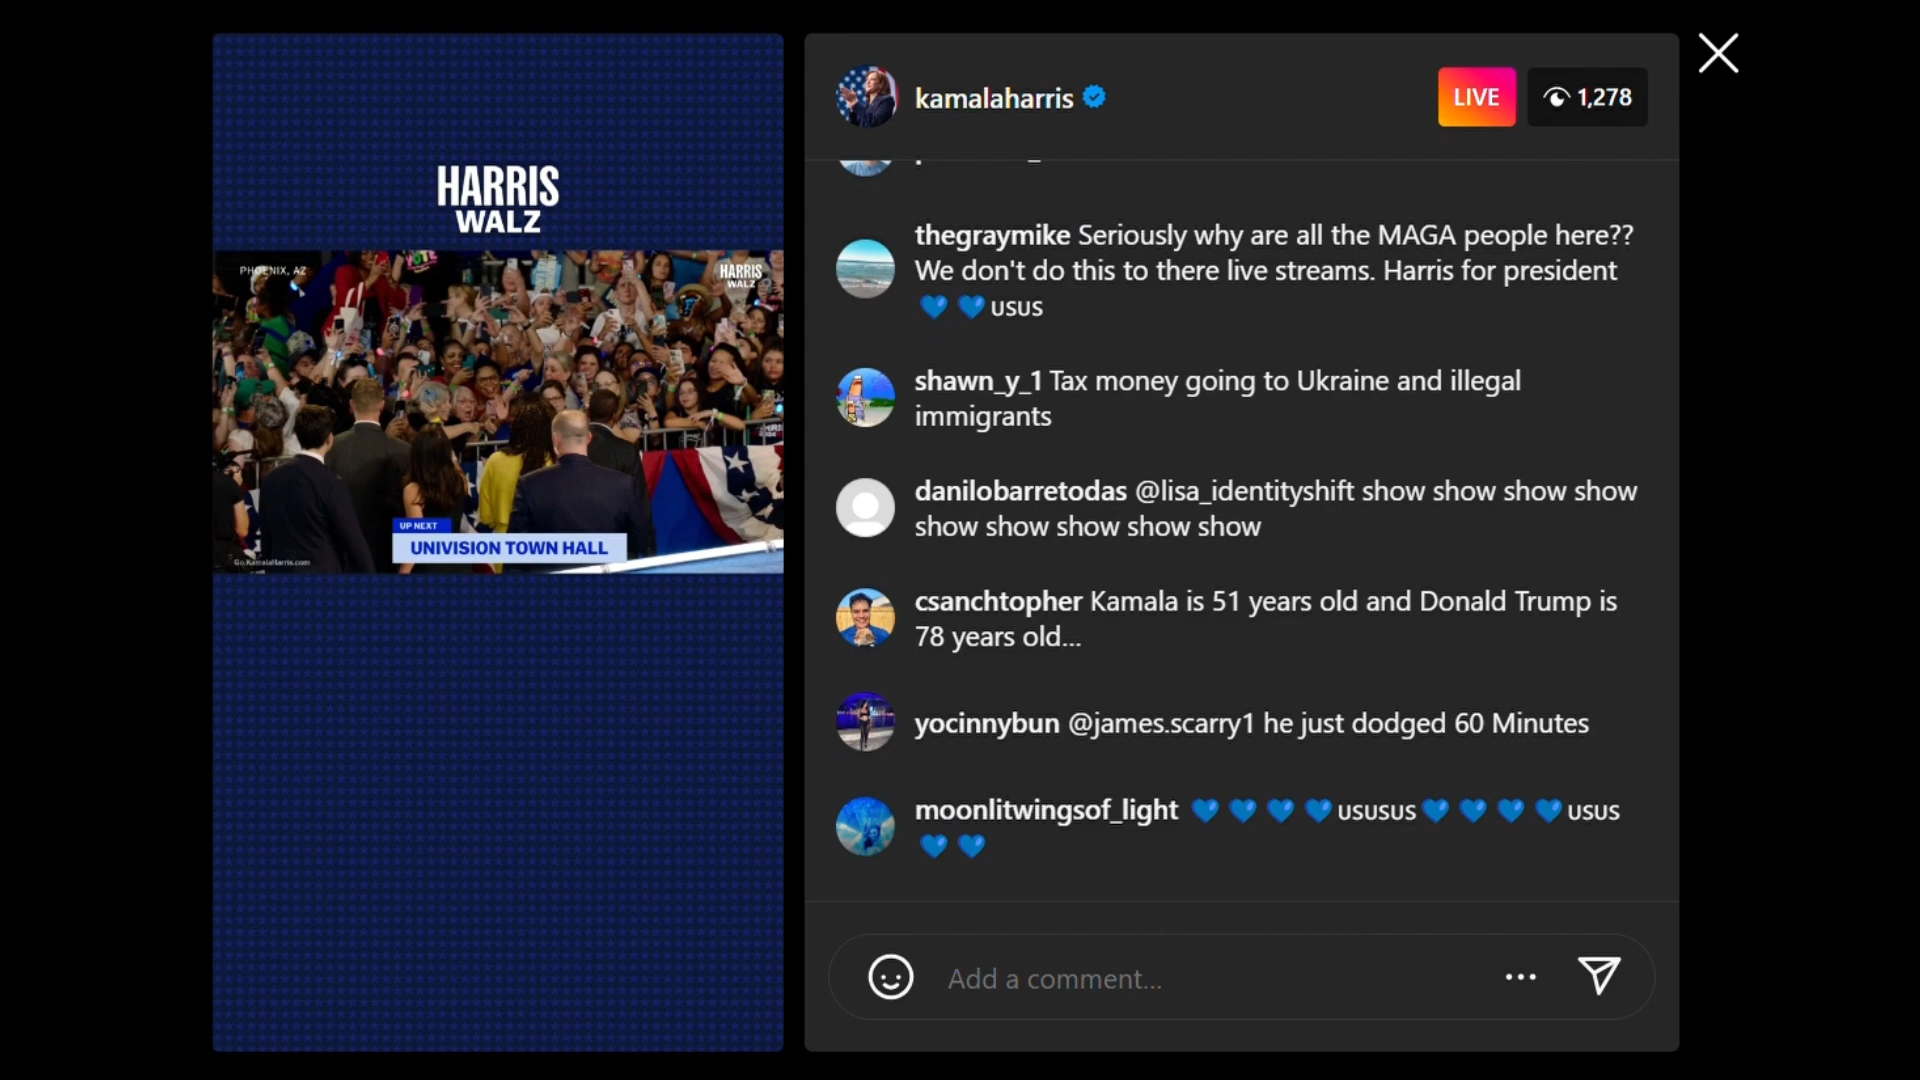 HARRIS
WALZ
PHOENIX, AZ
VOTE
HARRIS
WALZ
UP NEXT
UNIVISION TOWN HALL
Go.KamalaHarris.com
kamalaharris
LIVE
1,278
thegraymike Seriously why are all the MAGA people here??
We don't do this to there live streams. Harris for president
💙 💙 usus
shawn_y_1 Tax money going to Ukraine and illegal
immigrants
danilobarretodas @lisa_identityshift show show show show
show show show show show
csanchtopher Kamala is 51 years old and Donald Trump is
78 years old...
yocinnybun @james.scarry1 he just dodged 60 Minutes
moonlitwingsof_light 💙 💙 💙 💙 ususus 💙 💙 💙 💙 usus
💙 💙
Add a comment...